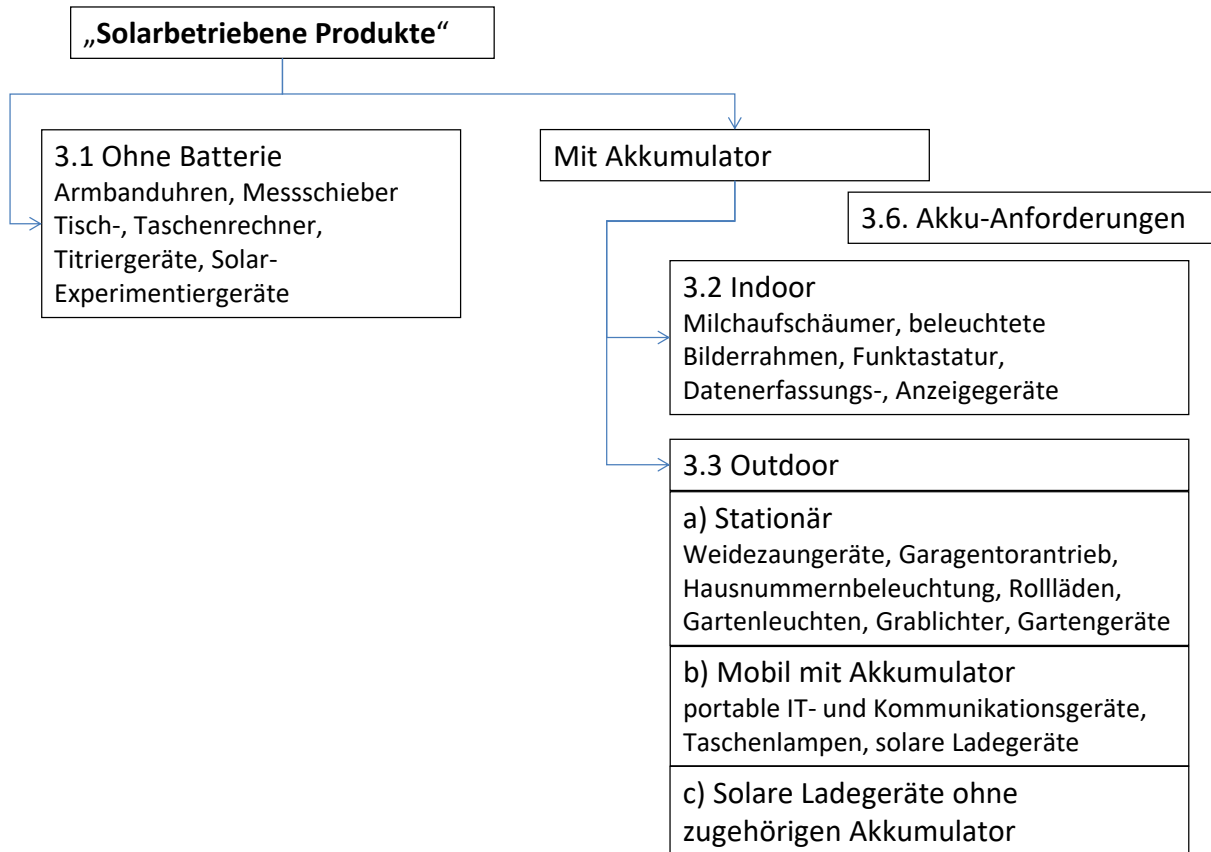 „Solarbetriebene Produkte“
3.1 Ohne Batterie
Armbanduhren, Messschieber
Tisch-, Taschenrechner,
Titriergeräte, Solar-
Experimentiergeräte
Mit Akkumulator
3.6. Akku-Anforderungen
3.2 Indoor
Milchaufschäumer, beleuchtete
Bilderrahmen, Funktastatur,
Datenerfassungs-, Anzeigegeräte
3.3 Outdoor
a) Stationär
Weidezaungeräte, Garagentorantrieb,
Hausnummernbeleuchtung, Rollläden,
Gartenleuchten, Grablichter, Gartengeräte
b) Mobil mit Akkumulator
portable IT- und Kommunikationsgeräte,
Taschenlampen, solare Ladegeräte
c) Solare Ladegeräte ohne
zugehörigen Akkumulator